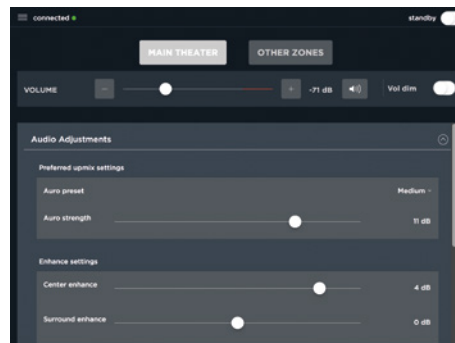 connected
standby
MAIN THEATER
OTHER ZONES
VOLUME - + -71 dB Vol dim
Audio Adjustments
Preferred upmix settings
Auro preset Medium
Auro strength 11 dB
Enhance settings
Center enhance 4 dB
Surround enhance 0 dB